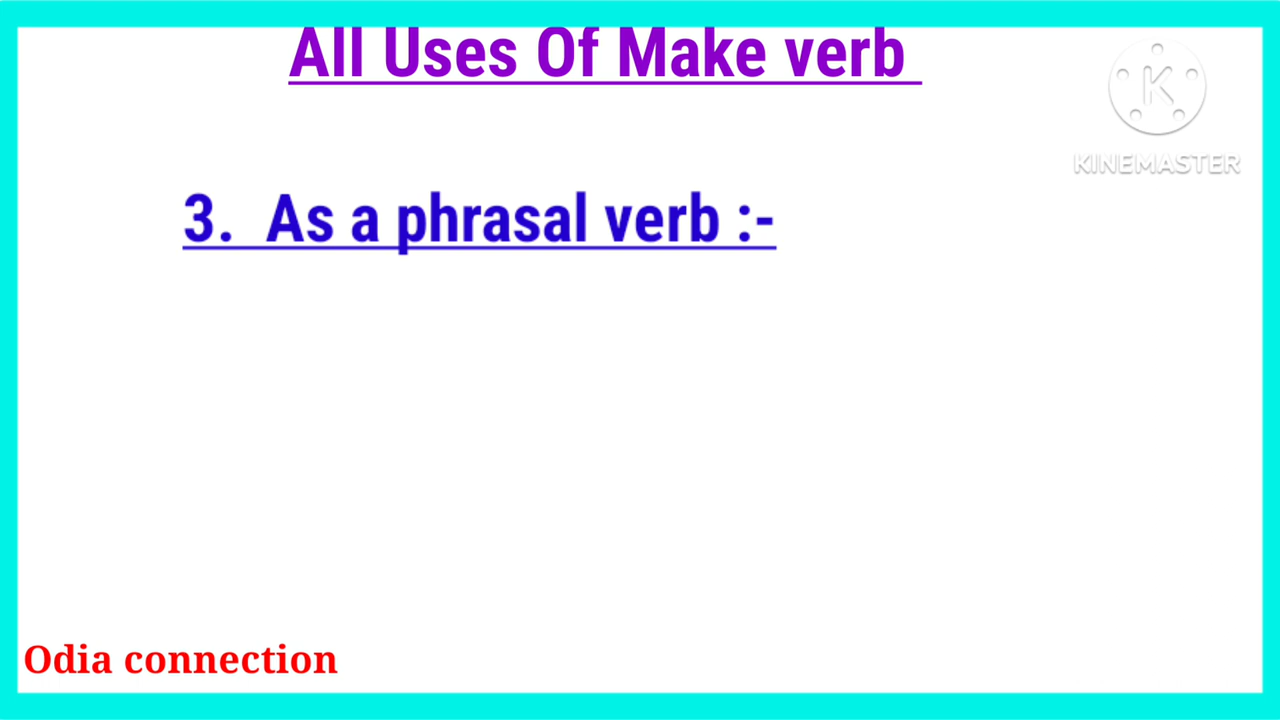 All Uses Of Make verb
K
KINEMASTER
3. As a phrasal verb :-
Odia connection